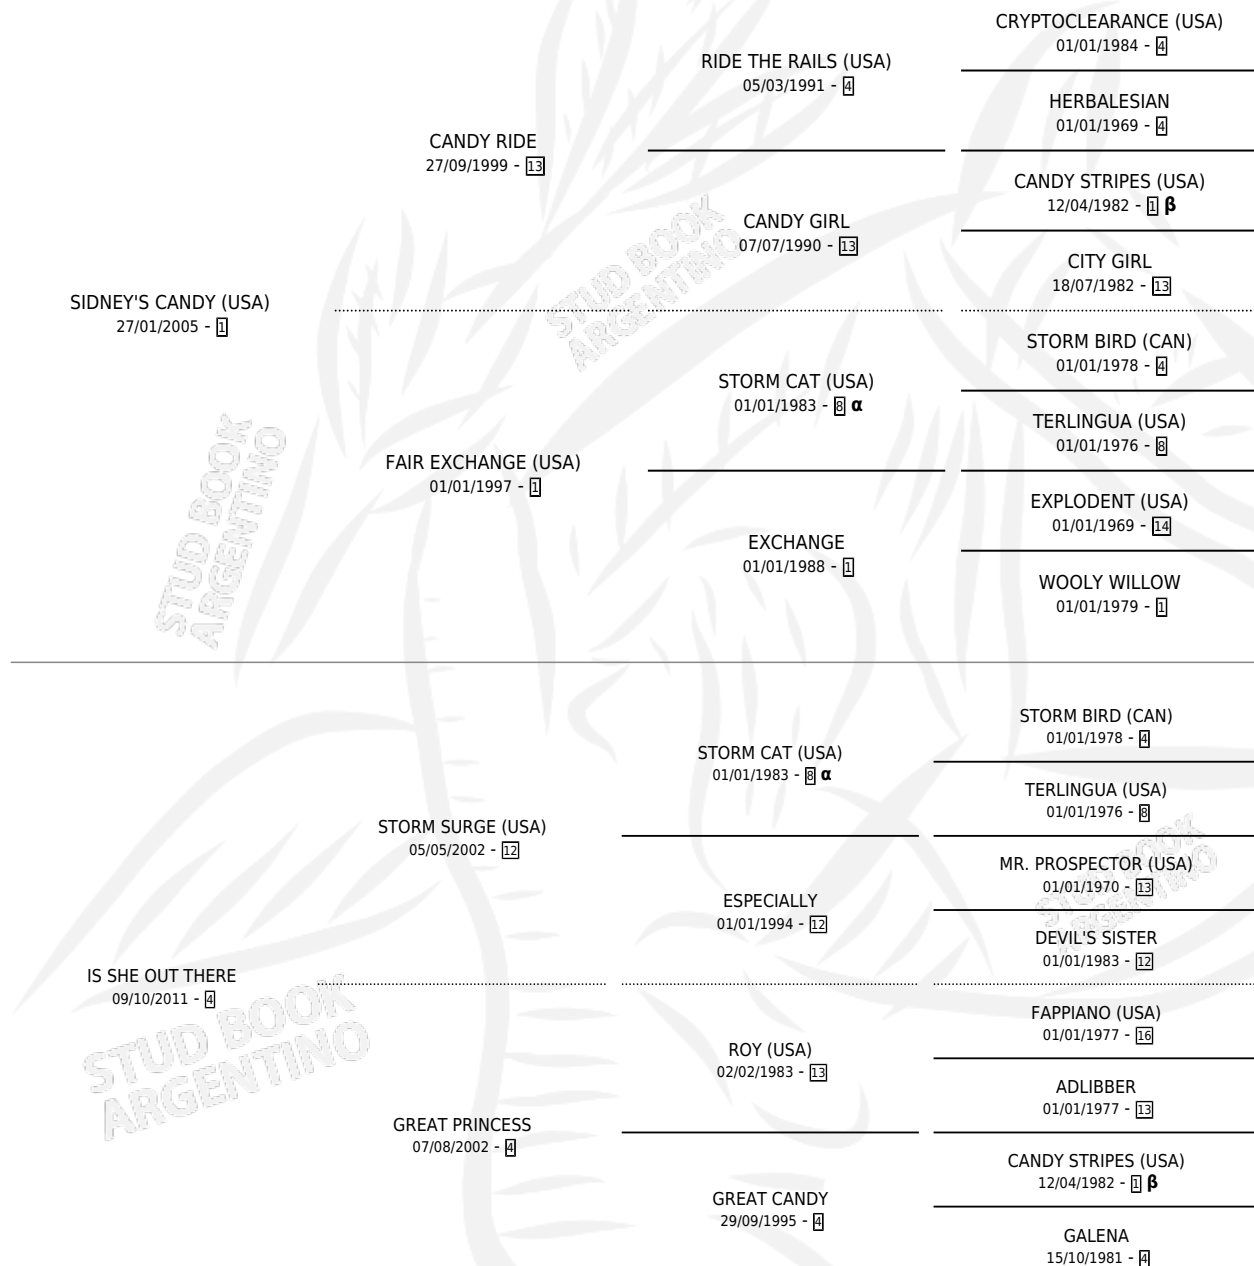 CRYPTOCLEARANCE (USA)
01/01/1984 - 4
RIDE THE RAILS (USA)
05/03/1991 - 4
HERBALESIAN
01/01/1969 - 4
CANDY RIDE
27/09/1999 - 13
CANDY STRIPES (USA)
12/04/1982 - 1 β
CANDY GIRL
07/07/1990 - 13
CITY GIRL
18/07/1982 - 13
SIDNEY'S CANDY (USA)
27/01/2005 - 1
STORM BIRD (CAN)
01/01/1978 - 4
STORM CAT (USA)
01/01/1983 - 8 α
TERLINGUA (USA)
01/01/1976 - 8
FAIR EXCHANGE (USA)
01/01/1997 - 1
EXPLODENT (USA)
01/01/1969 - 14
EXCHANGE
01/01/1988 - 1
WOOLY WILLOW
01/01/1979 - 1
STORM BIRD (CAN)
01/01/1978 - 4
STORM CAT (USA)
01/01/1983 - 8 α
TERLINGUA (USA)
01/01/1976 - 8
STORM SURGE (USA)
05/05/2002 - 12
MR. PROSPECTOR (USA)
01/01/1970 - 13
ESPECIALLY
01/01/1994 - 12
DEVIL'S SISTER
01/01/1983 - 12
IS SHE OUT THERE
09/10/2011 - 4
FAPPIANO (USA)
01/01/1977 - 16
ROY (USA)
02/02/1983 - 13
ADLIBBER
01/01/1977 - 13
GREAT PRINCESS
07/08/2002 - 4
CANDY STRIPES (USA)
12/04/1982 - 1 β
GREAT CANDY
29/09/1995 - 4
GALENA
15/10/1981 - 4
STUD BOOK
ARGENTINO
STUD BOOK
ARGENTINO
STUD BOOK
ARGENTINO
STUD BOOK
ARGENTINO